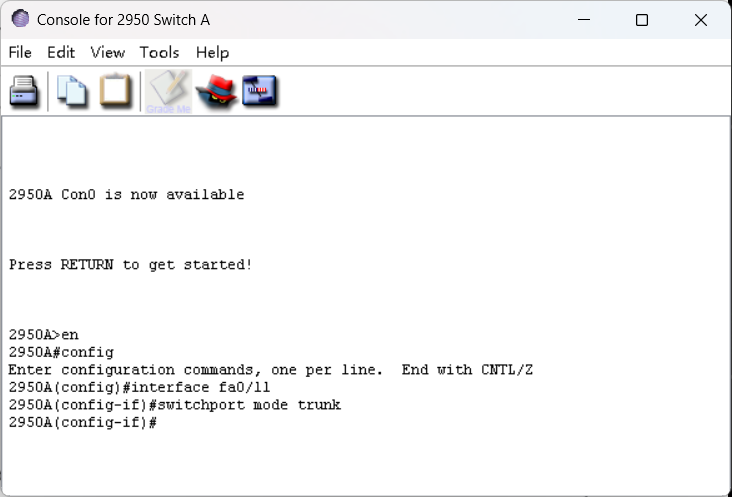 Console for 2950 Switch A
File Edit View Tools Help
Grade Me
2950A Con0 is now available
Press RETURN to get started!
2950A>en
2950A#config
Enter configuration commands, one per line.  End with CNTL/Z
2950A(config)#interface fa0/11
2950A(config-if)#switchport mode trunk
2950A(config-if)#